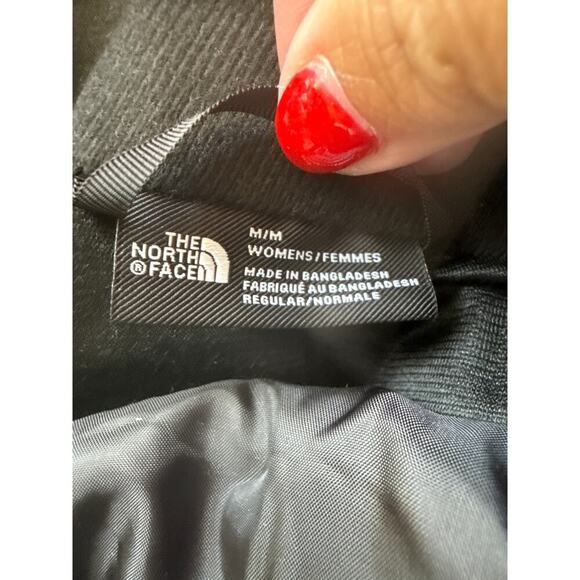 THE
NORTH
® FACE
M/M
WOMENS/FEMMES
MADE IN BANGLADESH
FABRIQUÉ AU BANGLADESH
REGULAR/NORMALE